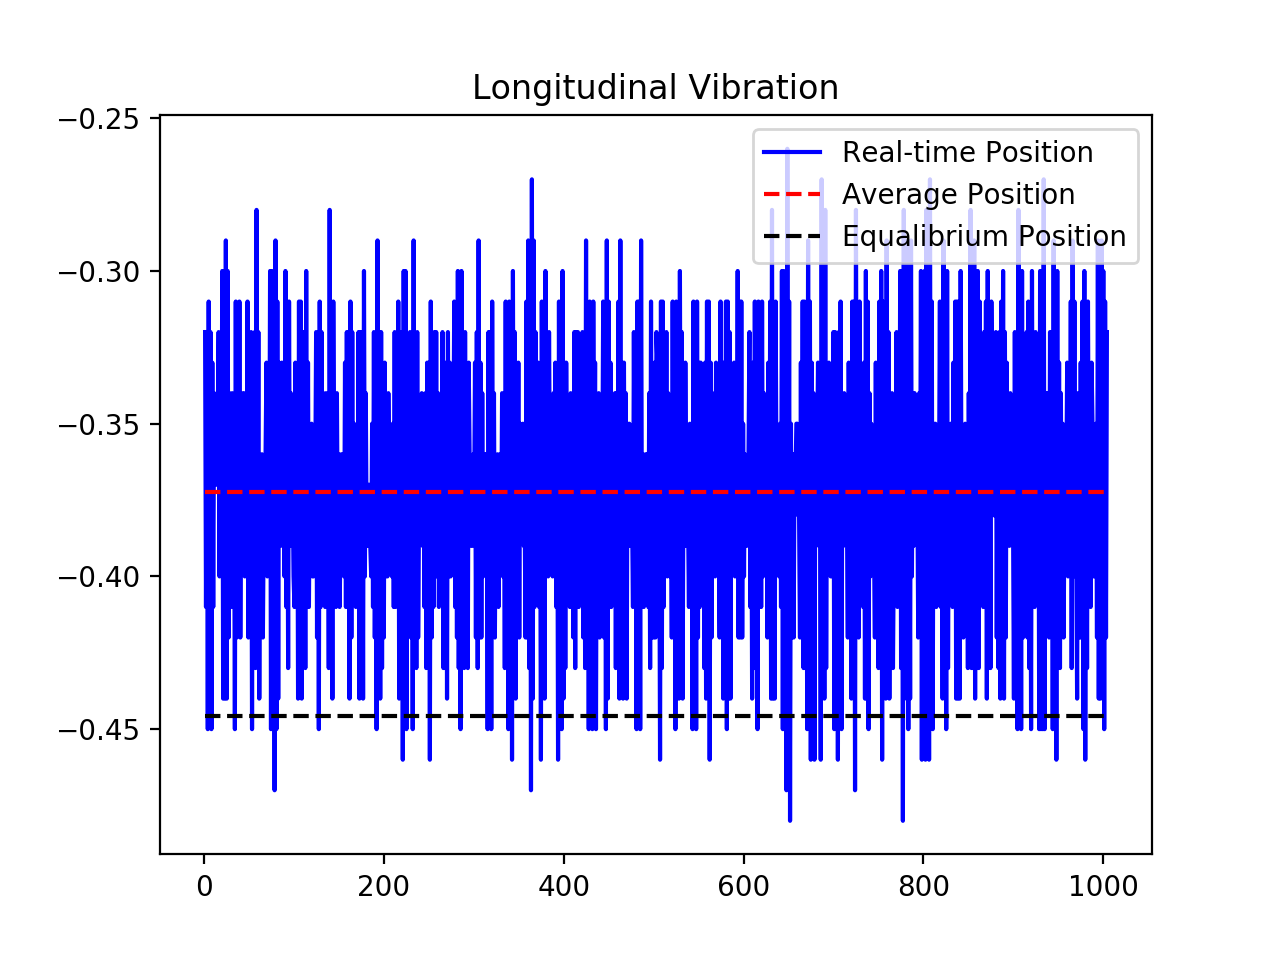 Longitudinal Vibration
−0.25
−0.30
−0.35
−0.40
−0.45
Real-time Position
Average Position
Equalibrium Position
0 200 400 600 800 1000